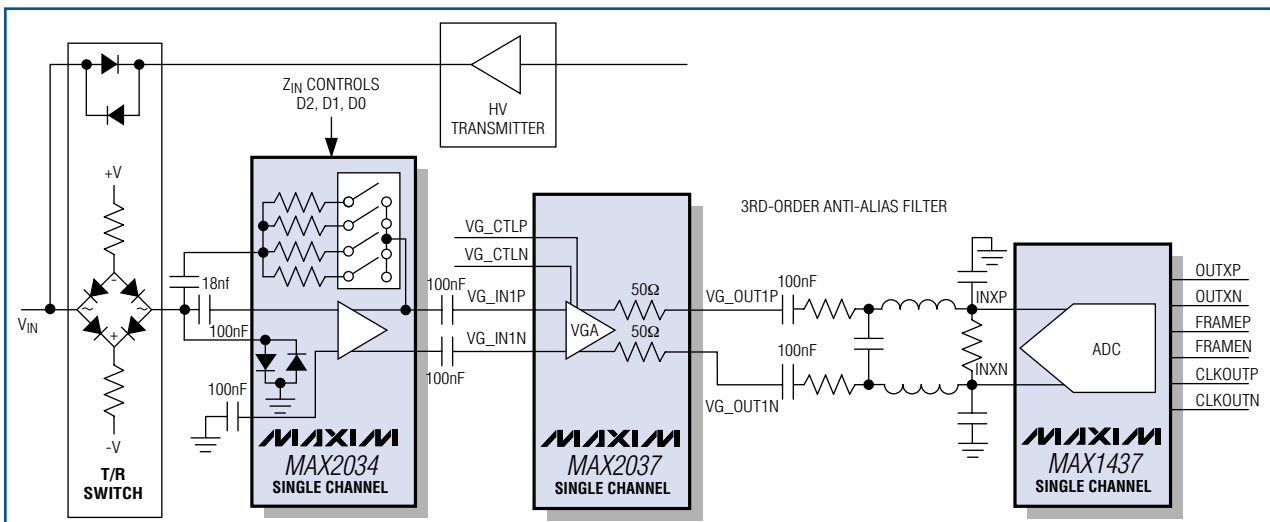 Z_IN CONTROLS
D2, D1, D0
HV
TRANSMITTER
+V
18nf
V_IN
~
-
~
+
100nF
100nF
-V
T/R
SWITCH
MAXIM
MAX2034
SINGLE CHANNEL
VG_CTLP
VG_CTLN
100nF
VG_IN1P
VG_IN1N
100nF
50Ω
VGA
50Ω
MAXIM
MAX2037
SINGLE CHANNEL
3RD-ORDER ANTI-ALIAS FILTER
VG_OUT1P
100nF
100nF
VG_OUT1N
INXP
INXN
ADC
MAXIM
MAX1437
SINGLE CHANNEL
OUTXP
OUTXN
FRAMEP
FRAMEN
CLKOUTP
CLKOUTN